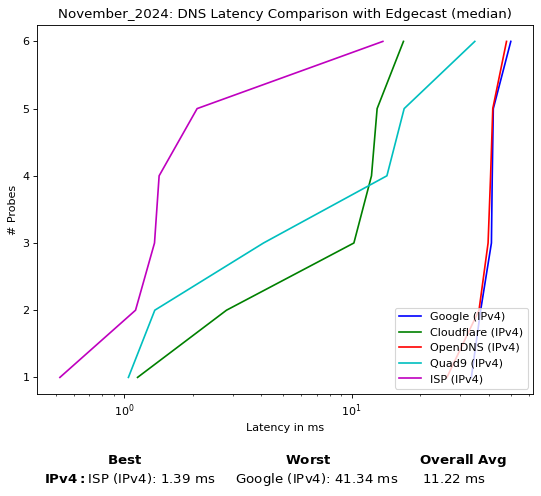 November_2024: DNS Latency Comparison with Edgecast (median)
6
5
4
3
2
1
# Probes
Google (IPv4)
Cloudflare (IPv4)
OpenDNS (IPv4)
Quad9 (IPv4)
ISP (IPv4)
10⁰ 10¹
Latency in ms
Best Worst Overall Avg
IPv4: ISP (IPv4): 1.39 ms Google (IPv4): 41.34 ms 11.22 ms